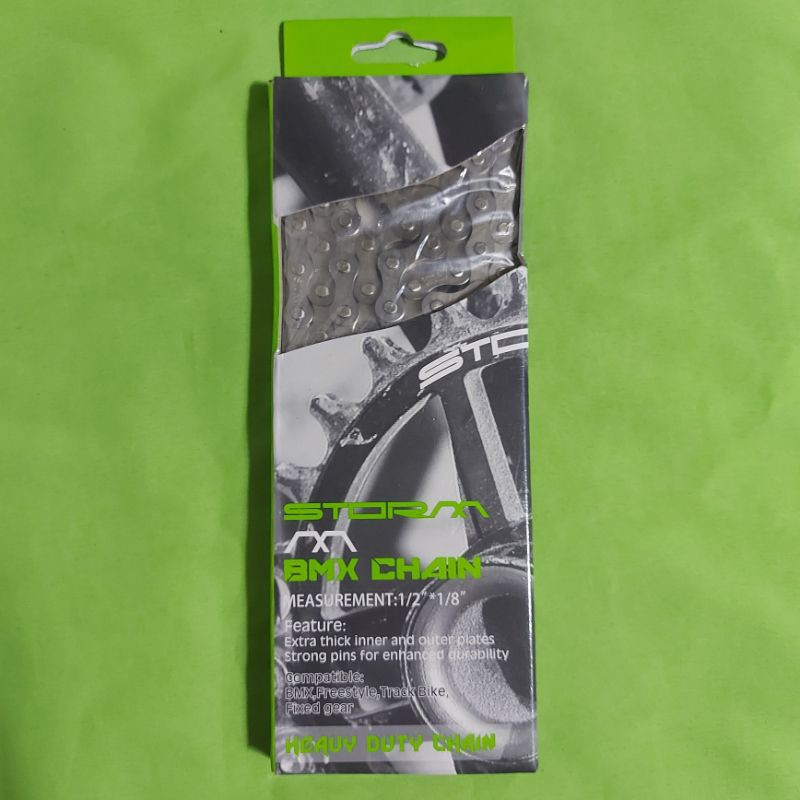 STO
STORM
BMX CHAIN
MEASUREMENT:1/2"*1/8"
Feature:
Extra thick inner and outer plates
Strong pins for enhanced durability
Compatible:
BMX,Freestyle,Track Bike,
Fixed gear
HEAVY DUTY CHAIN